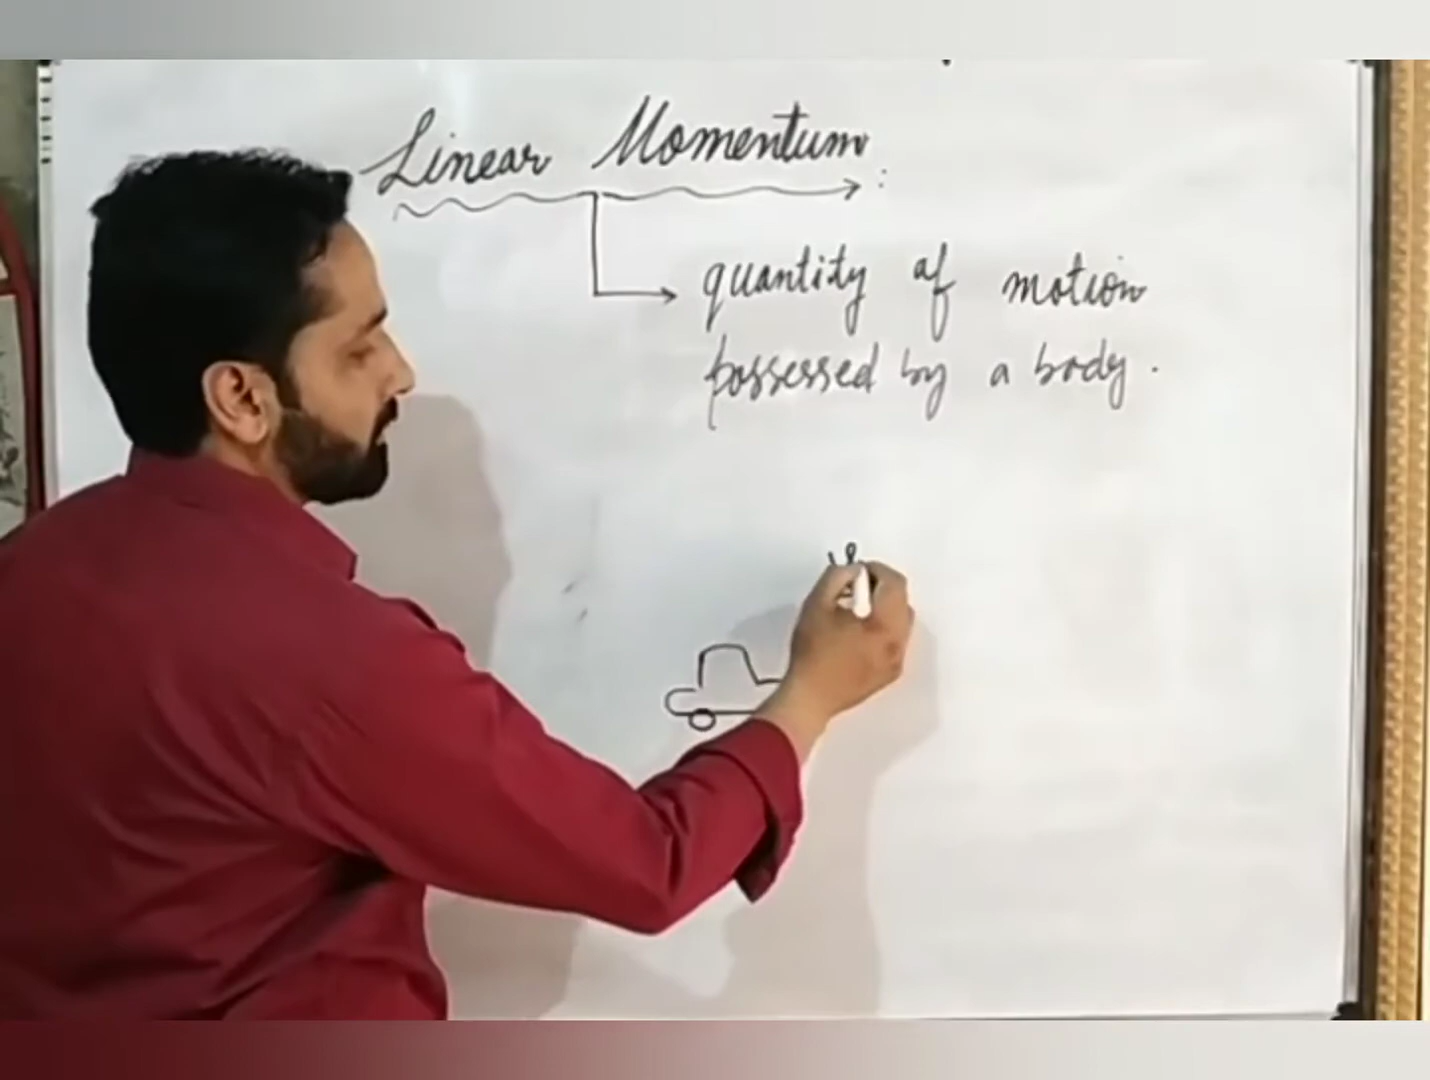 Linear Momentum :
quantity of motion
possessed by a body .